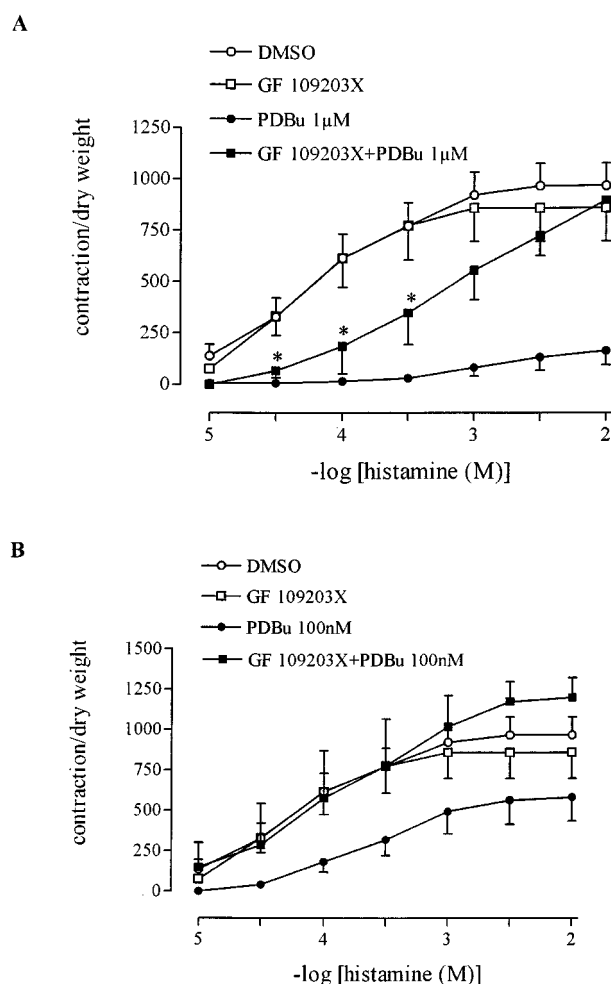 A
DMSO
GF 109203X
PDBu 1µM
GF 109203X+PDBu 1µM
contraction/dry weight
1250
1000
750
500
250
0
* * *
5 4 3 2
-log [histamine (M)]
B
DMSO
GF 109203X
PDBu 100nM
GF 109203X+PDBu 100nM
contraction/dry weight
1500
1250
1000
750
500
250
0
5 4 3 2
-log [histamine (M)]